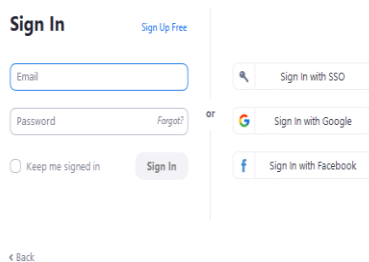 Sign In
Sign Up Free
Email
Password Forgot?
Keep me signed in
Sign In
or
Sign In with SSO
G Sign In with Google
f Sign In with Facebook
< Back